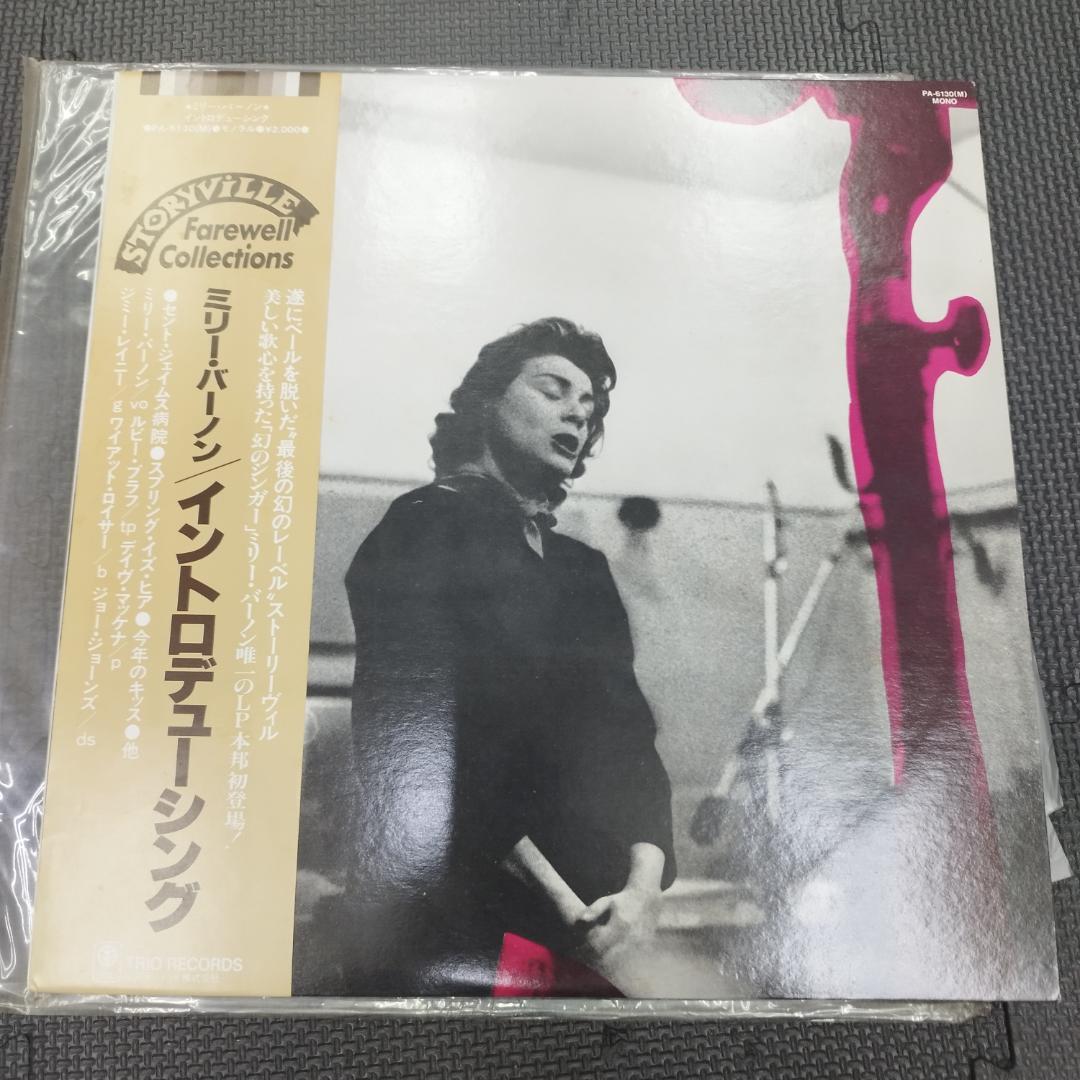 ★ミリー・バーノン★
イントロデューシング
●PA-6130(M)●モノラル●¥2,000●
STORYVILLE
Farewell
Collections
遂にベールを脱いだ“最後の幻のレーベル”ストーリーヴィル
美しい歌心を持った「幻のシンガー」ミリー・バーノン唯一のLP本邦初登場!
ミリー・バーノン/イントロデューシング
●セント・ジェイムス病院●スプリング・イズ・ヒア●今年のキッス●他
ミリー・バーノン/vo ルビー・ブラフ/tp デイヴ・マッケナ/p
ジミー・レイニー/g ワイアット・ロイサー/b ジョー・ジョーンズ/ds
TRIO RECORDS
PA-6130(M)
MONO